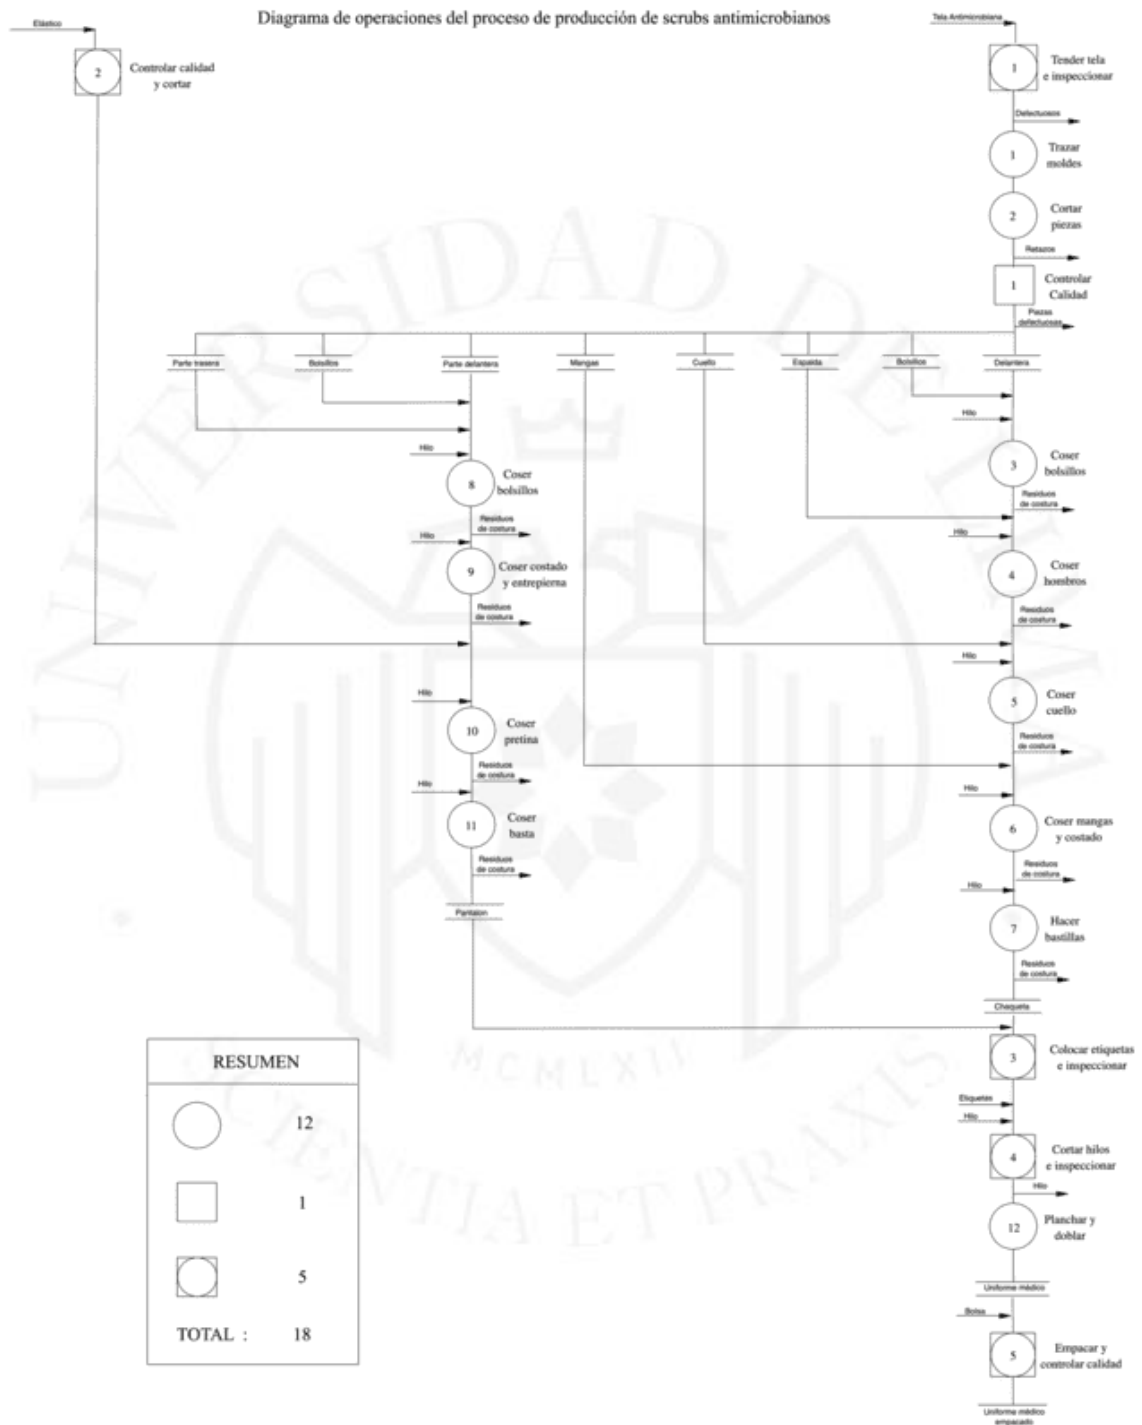 Diagrama de operaciones del proceso de producción de scrubs antimicrobianos
Elástico
2
Controlar calidad
y cortar
Tela Antimicrobiana
1
Tender tela
e inspeccionar
Defectuosos
1
Trazar
moldes
2
Cortar
piezas
Retazos
1
Controlar
Calidad
Piezas
defectuosas
Parte trasera
Bolsillos
Parte delantera
Mangas
Cuello
Espalda
Bolsillos
Delantera
Hilo
8
Coser
bolsillos
Residuos
de costura
Hilo
9
Coser costado
y entrepierna
Residuos
de costura
Hilo
10
Coser
pretina
Residuos
de costura
Hilo
11
Coser
basta
Residuos
de costura
Pantalon
Hilo
3
Coser
bolsillos
Residuos
de costura
Hilo
4
Coser
hombros
Residuos
de costura
Hilo
5
Coser
cuello
Residuos
de costura
Hilo
6
Coser mangas
y costado
Residuos
de costura
Hilo
7
Hacer
bastillas
Residuos
de costura
Chaqueta
3
Colocar etiquetas
e inspeccionar
Etiquetas
Hilo
4
Cortar hilos
e inspeccionar
Hilo
12
Planchar y
doblar
Uniforme médico
Bolsa
5
Empacar y
controlar calidad
Uniforme médico
empacado
RESUMEN
12
1
5
TOTAL : 18
UNIVERSIDAD DE LIMA
MCMLXII
SCIENTIA ET PRAXIS